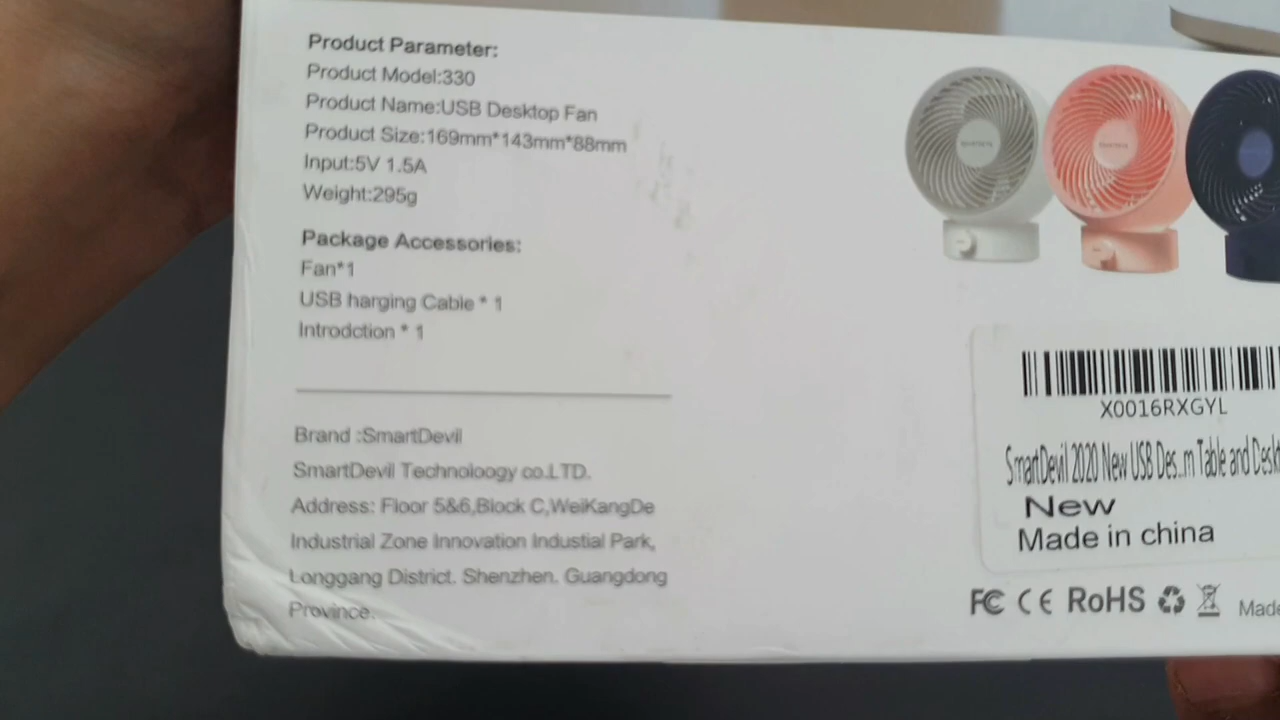 Product Parameter:
Product Model:330
Product Name:USB Desktop Fan
Product Size:169mm*143mm*88mm
Input:5V 1.5A
Weight:295g
Package Accessories:
Fan*1
USB harging Cable * 1
Introdction * 1
Brand :SmartDevil
SmartDevil Technoloogy co.LTD.
Address: Floor 5&6,Block C,WeiKangDe
Industrial Zone Innovation Industial Park,
Longgang District. Shenzhen. Guangdong
Province.
X0016RXGYL
SmartDevil 2020 New USB Des...m Table and Deskt
New
Made in china
FC CE RoHS
Made